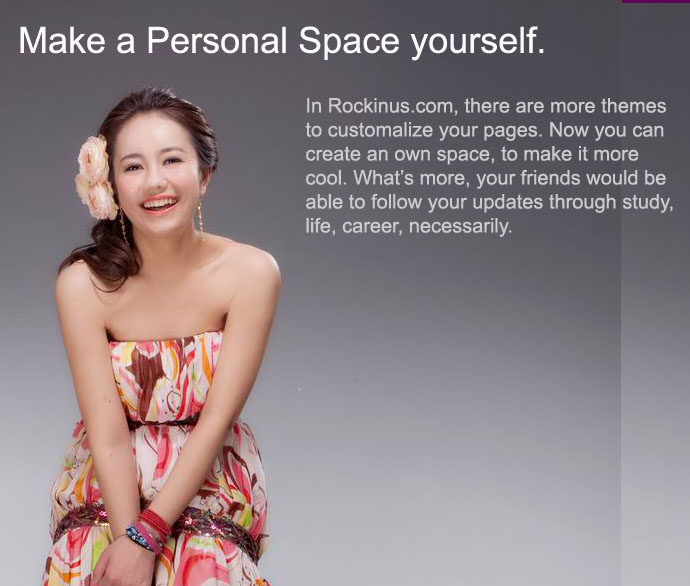 Make a Personal Space yourself.
In Rockinus.com, there are more themes
to customalize your pages. Now you can
create an own space, to make it more
cool. What's more, your friends would be
able to follow your updates through study,
life, career, necessarily.